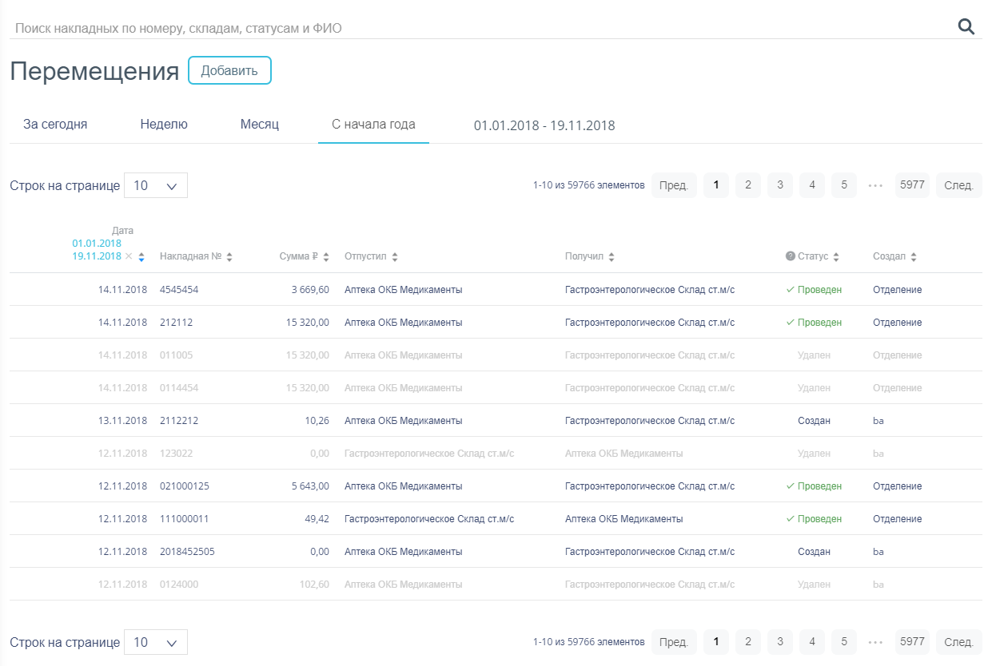 Поиск накладных по номеру, складам, статусам и ФИО
Перемещения Добавить
За сегодня Неделю Месяц С начала года 01.01.2018 - 19.11.2018
Строк на странице 10 1-10 из 59766 элементов Пред. 1 2 3 4 5 ••• 5977 След.
Дата
01.01.2018
19.11.2018 × Накладная № Сумма ₽ Отпустил Получил ? Статус Создал
14.11.2018 4545454 3 669,60 Аптека ОКБ Медикаменты Гастроэнтерологическое Склад ст.м/с ✓ Проведен Отделение
14.11.2018 212112 15 320,00 Аптека ОКБ Медикаменты Гастроэнтерологическое Склад ст.м/с ✓ Проведен Отделение
14.11.2018 011005 15 320,00 Аптека ОКБ Медикаменты Гастроэнтерологическое Склад ст.м/с Удален Отделение
14.11.2018 0114454 15 320,00 Аптека ОКБ Медикаменты Гастроэнтерологическое Склад ст.м/с Удален Отделение
13.11.2018 2112212 10,26 Аптека ОКБ Медикаменты Гастроэнтерологическое Склад ст.м/с Создан ba
12.11.2018 123022 0,00 Гастроэнтерологическое Склад ст.м/с Аптека ОКБ Медикаменты Удален ba
12.11.2018 021000125 5 643,00 Аптека ОКБ Медикаменты Гастроэнтерологическое Склад ст.м/с ✓ Проведен Отделение
12.11.2018 111000011 49,42 Гастроэнтерологическое Склад ст.м/с Аптека ОКБ Медикаменты ✓ Проведен Отделение
12.11.2018 2018452505 0,00 Аптека ОКБ Медикаменты Гастроэнтерологическое Склад ст.м/с Создан ba
12.11.2018 0124000 102,60 Аптека ОКБ Медикаменты Гастроэнтерологическое Склад ст.м/с Удален ba
Строк на странице 10 1-10 из 59766 элементов Пред. 1 2 3 4 5 ••• 5977 След.